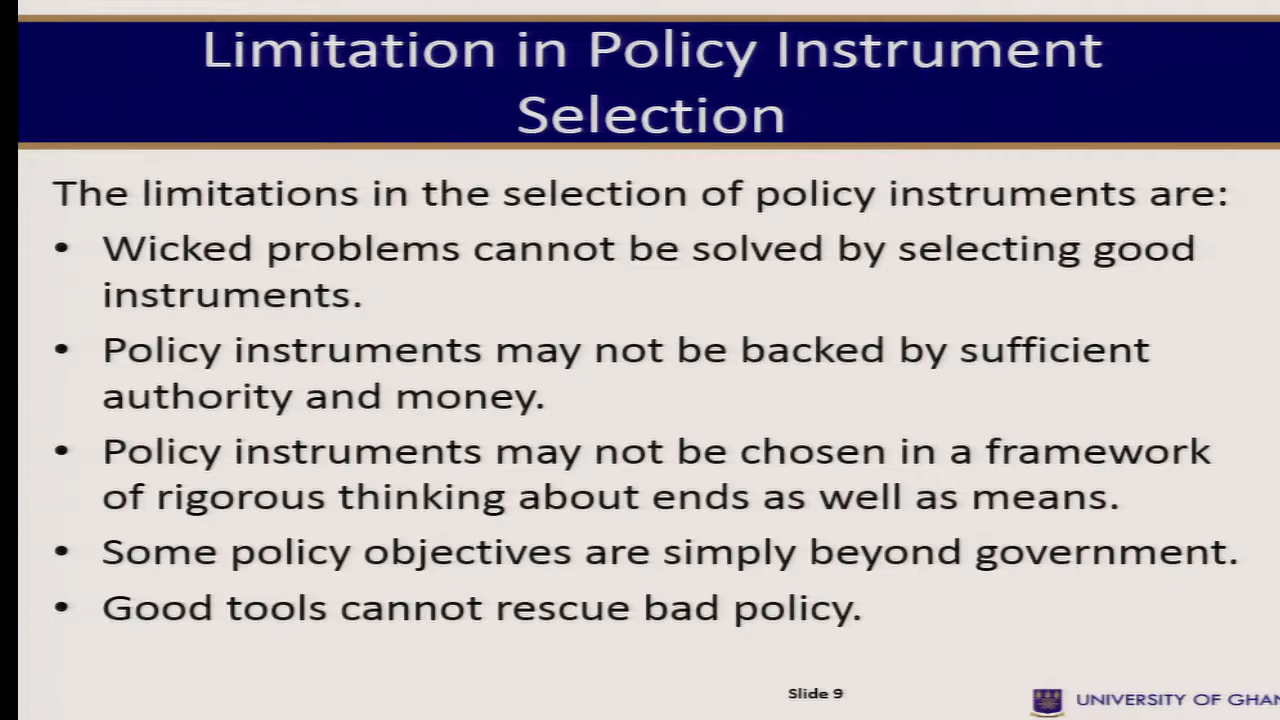 Limitation in Policy Instrument
Selection
The limitations in the selection of policy instruments are:
• Wicked problems cannot be solved by selecting good
instruments.
• Policy instruments may not be backed by sufficient
authority and money.
• Policy instruments may not be chosen in a framework
of rigorous thinking about ends as well as means.
• Some policy objectives are simply beyond government.
• Good tools cannot rescue bad policy.
Slide 9
UNIVERSITY OF GHAN